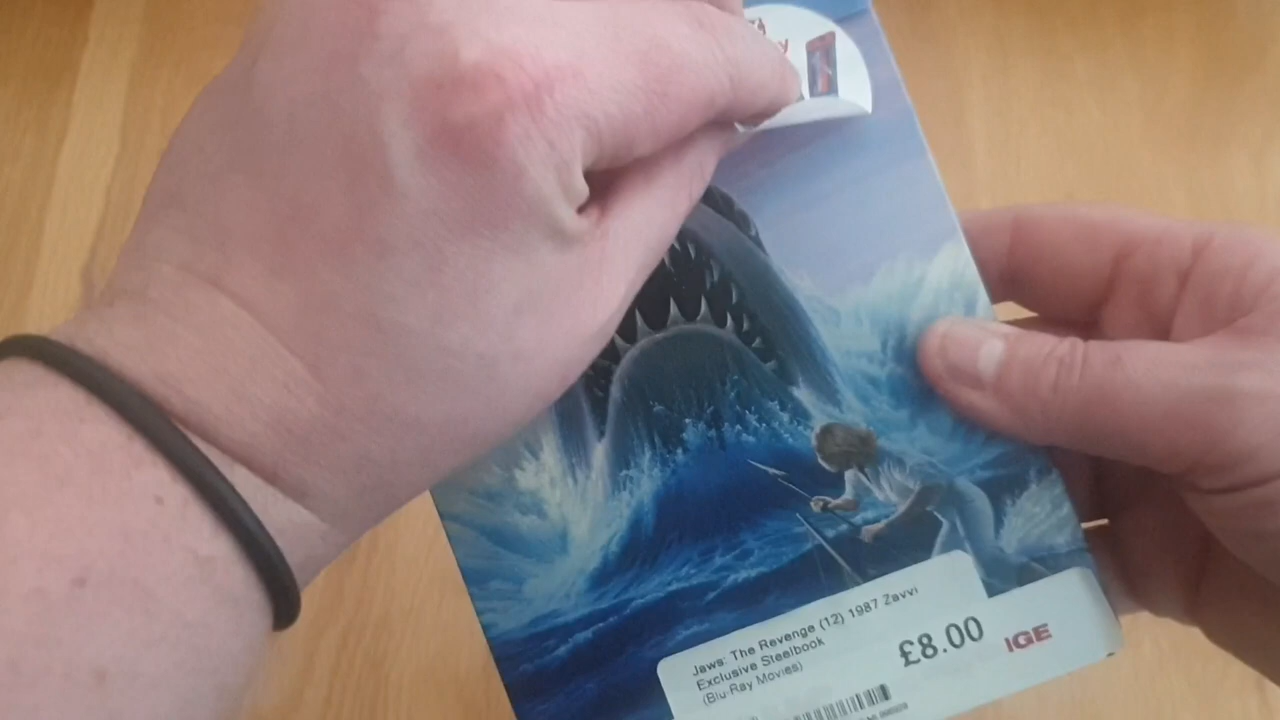 Jaws: The Revenge (12) 1987 Zavvi
Exclusive Steelbook
(Blu-Ray Movies)
£8.00
IGE